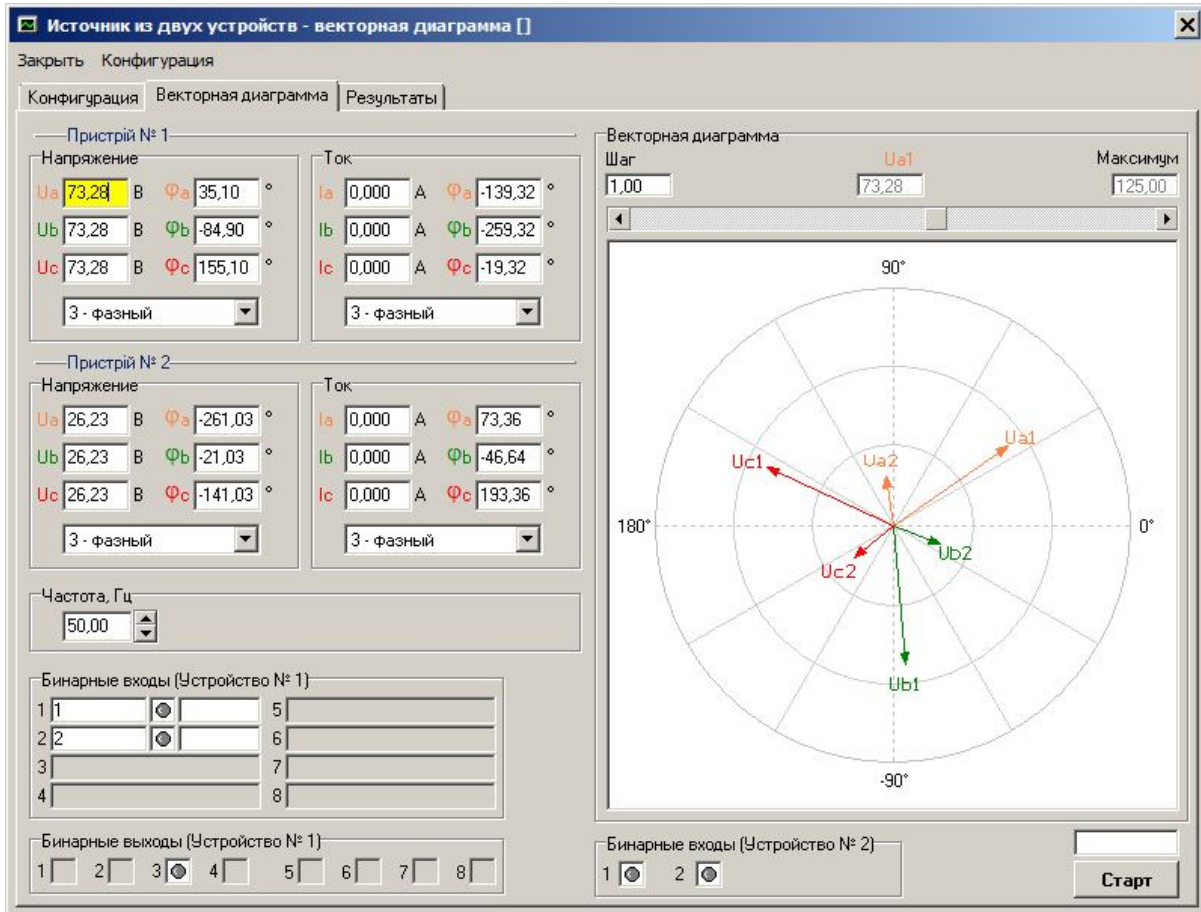 Источник из двух устройств - векторная диаграмма []
Закрыть Конфигурация
Конфигурация Векторная диаграмма Результаты
Пристрій № 1
Напряжение
Ua 73,28 В φa 35,10 °
Ub 73,28 В φb -84,90 °
Uc 73,28 В φc 155,10 °
3 - фазный
Ток
Ia 0,000 А φa -139,32 °
Ib 0,000 А φb -259,32 °
Ic 0,000 А φc -19,32 °
3 - фазный
Пристрій № 2
Напряжение
Ua 26,23 В φa -261,03 °
Ub 26,23 В φb -21,03 °
Uc 26,23 В φc -141,03 °
3 - фазный
Ток
Ia 0,000 А φa 73,36 °
Ib 0,000 А φb -46,64 °
Ic 0,000 А φc 193,36 °
3 - фазный
Частота, Гц
50,00
Бинарные входы (Устройство № 1)
1 1 5
2 2 6
3 7
4 8
Бинарные выходы (Устройство № 1)
1 2 3 4 5 6 7 8
Векторная диаграмма
Шаг Ua1 Максимум
1,00 73,28 125,00
90°
Ua1
Uc1 Ua2
180° 0°
Ub2
Uc2
Ub1
-90°
Бинарные входы (Устройство № 2)
1 2
Старт